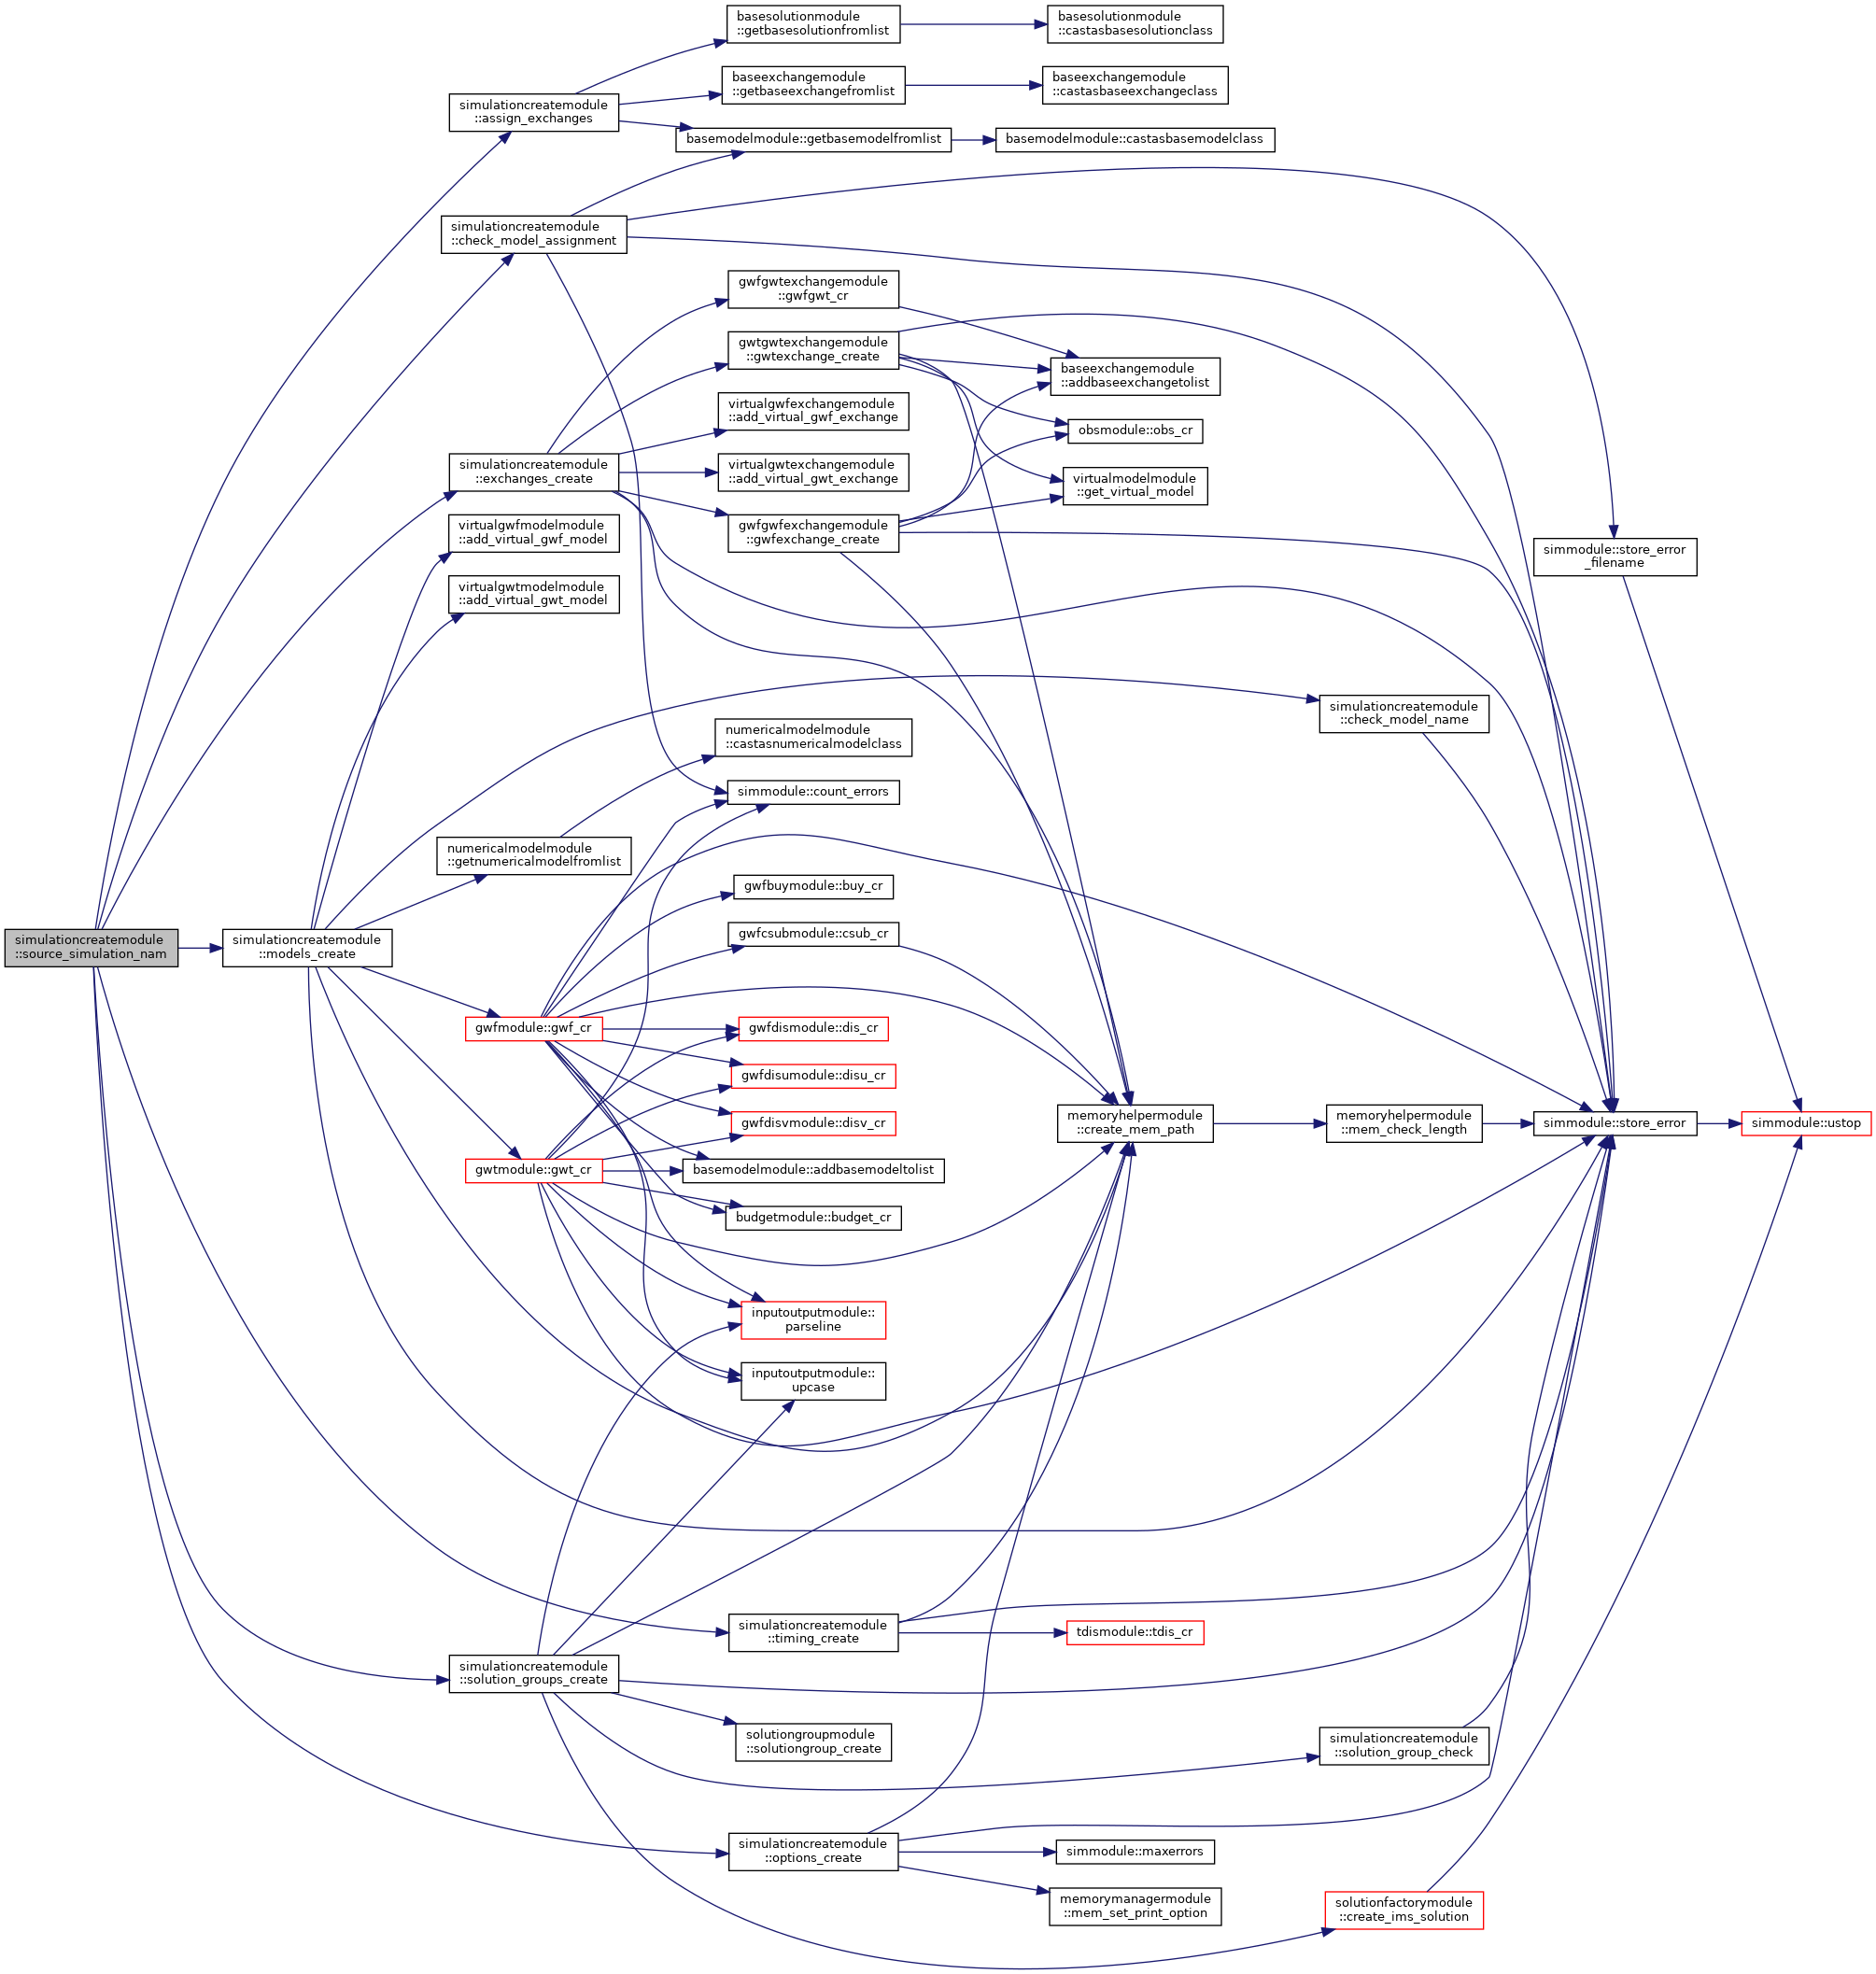 basesolutionmodule
::getbasesolutionfromlist
basesolutionmodule
::castasbasesolutionclass
baseexchangemodule
::getbaseexchangefromlist
baseexchangemodule
::castasbaseexchangeclass
simulationcreatemodule
::assign_exchanges
basemodelmodule::getbasemodelfromlist
basemodelmodule::castasbasemodelclass
simulationcreatemodule
::check_model_assignment
gwfgwtexchangemodule
::gwfgwt_cr
gwtgwtexchangemodule
::gwtexchange_create
baseexchangemodule
::addbaseexchangetolist
virtualgwfexchangemodule
::add_virtual_gwf_exchange
obsmodule::obs_cr
simulationcreatemodule
::exchanges_create
virtualgwtexchangemodule
::add_virtual_gwt_exchange
virtualmodelmodule
::get_virtual_model
virtualgwfmodelmodule
::add_virtual_gwf_model
gwfgwfexchangemodule
::gwfexchange_create
simmodule::store_error
_filename
virtualgwtmodelmodule
::add_virtual_gwt_model
simulationcreatemodule
::check_model_name
numericalmodelmodule
::castasnumericalmodelclass
simmodule::count_errors
numericalmodelmodule
::getnumericalmodelfromlist
gwfbuymodule::buy_cr
simulationcreatemodule
::source_simulation_nam
simulationcreatemodule
::models_create
gwfcsubmodule::csub_cr
gwfmodule::gwf_cr
gwfdismodule::dis_cr
gwfdisumodule::disu_cr
gwfdisvmodule::disv_cr
memoryhelpermodule
::create_mem_path
memoryhelpermodule
::mem_check_length
simmodule::store_error
simmodule::ustop
gwtmodule::gwt_cr
basemodelmodule::addbasemodeltolist
budgetmodule::budget_cr
inputoutputmodule::
parseline
inputoutputmodule::
upcase
simulationcreatemodule
::timing_create
tdismodule::tdis_cr
simulationcreatemodule
::solution_groups_create
solutiongroupmodule
::solutiongroup_create
simulationcreatemodule
::solution_group_check
simulationcreatemodule
::options_create
simmodule::maxerrors
memorymanagermodule
::mem_set_print_option
solutionfactorymodule
::create_ims_solution